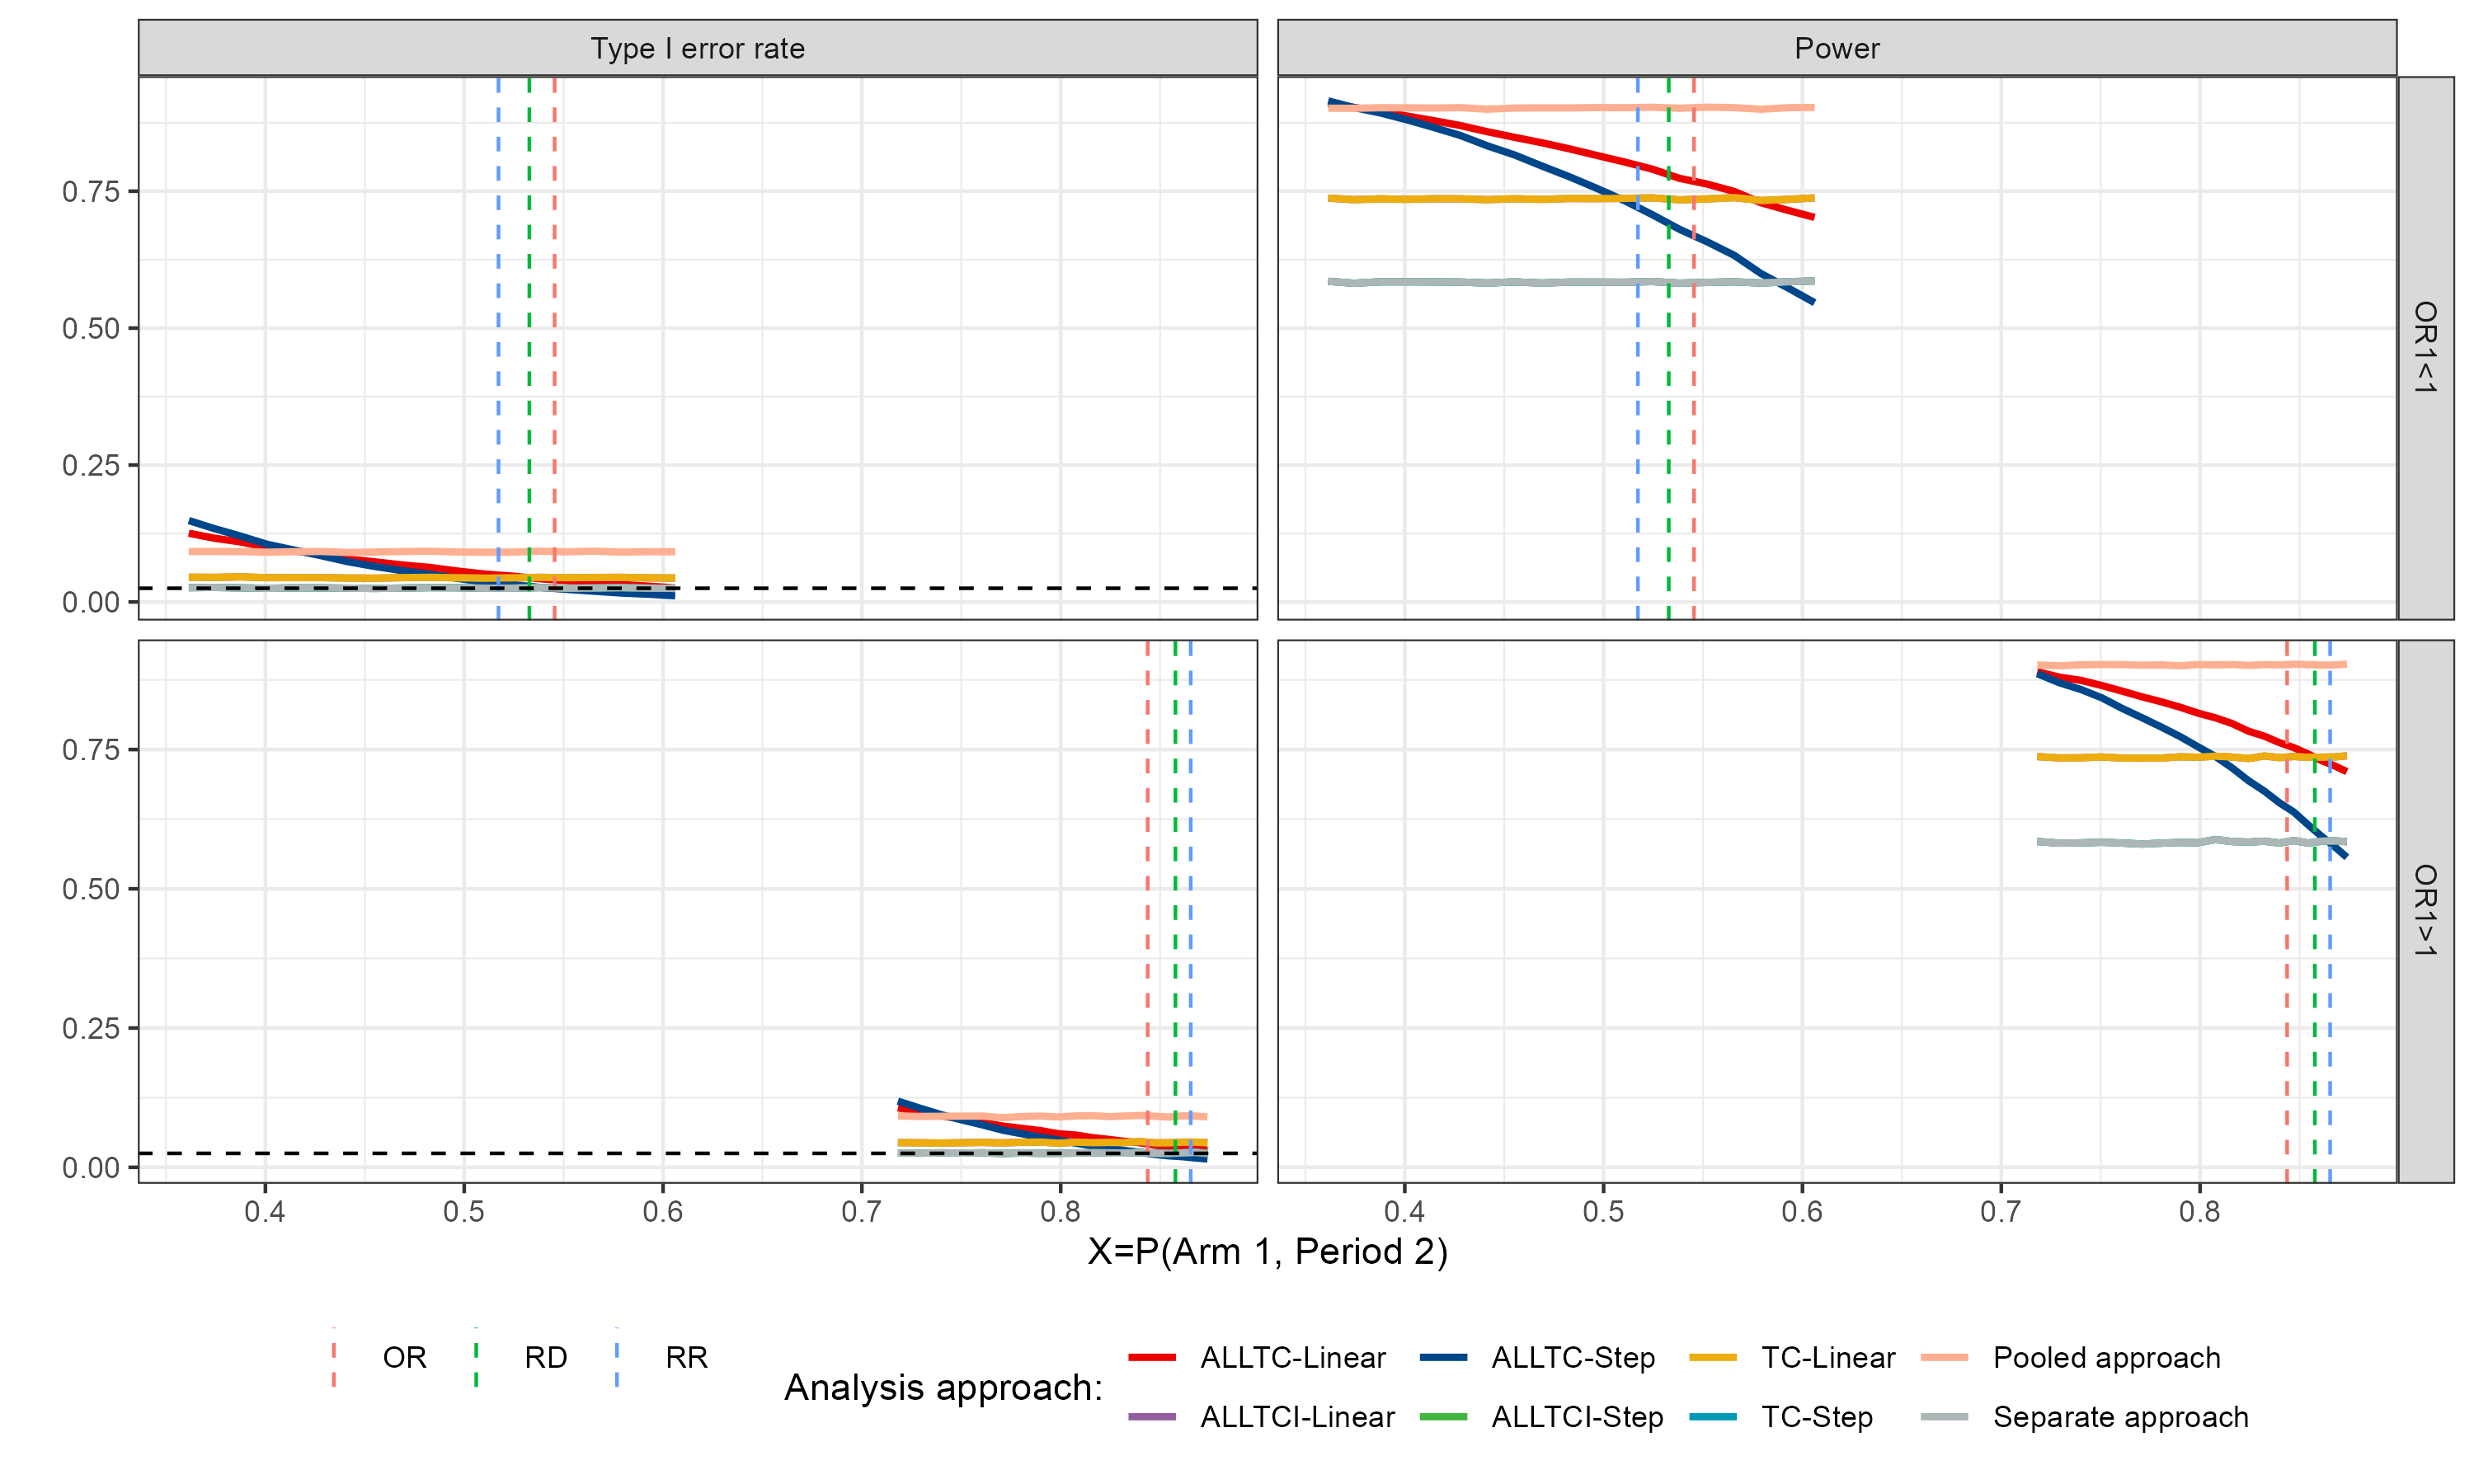 Type I error rate
Power
0.75
0.50
0.25
0.00
OR1<1
0.75
0.50
0.25
0.00
OR1>1
0.4 0.5 0.6 0.7 0.8
0.4 0.5 0.6 0.7 0.8
X=P(Arm 1, Period 2)
OR RD RR
Analysis approach:
ALLTC-Linear ALLTC-Step TC-Linear Pooled approach
ALLTCI-Linear ALLTCI-Step TC-Step Separate approach